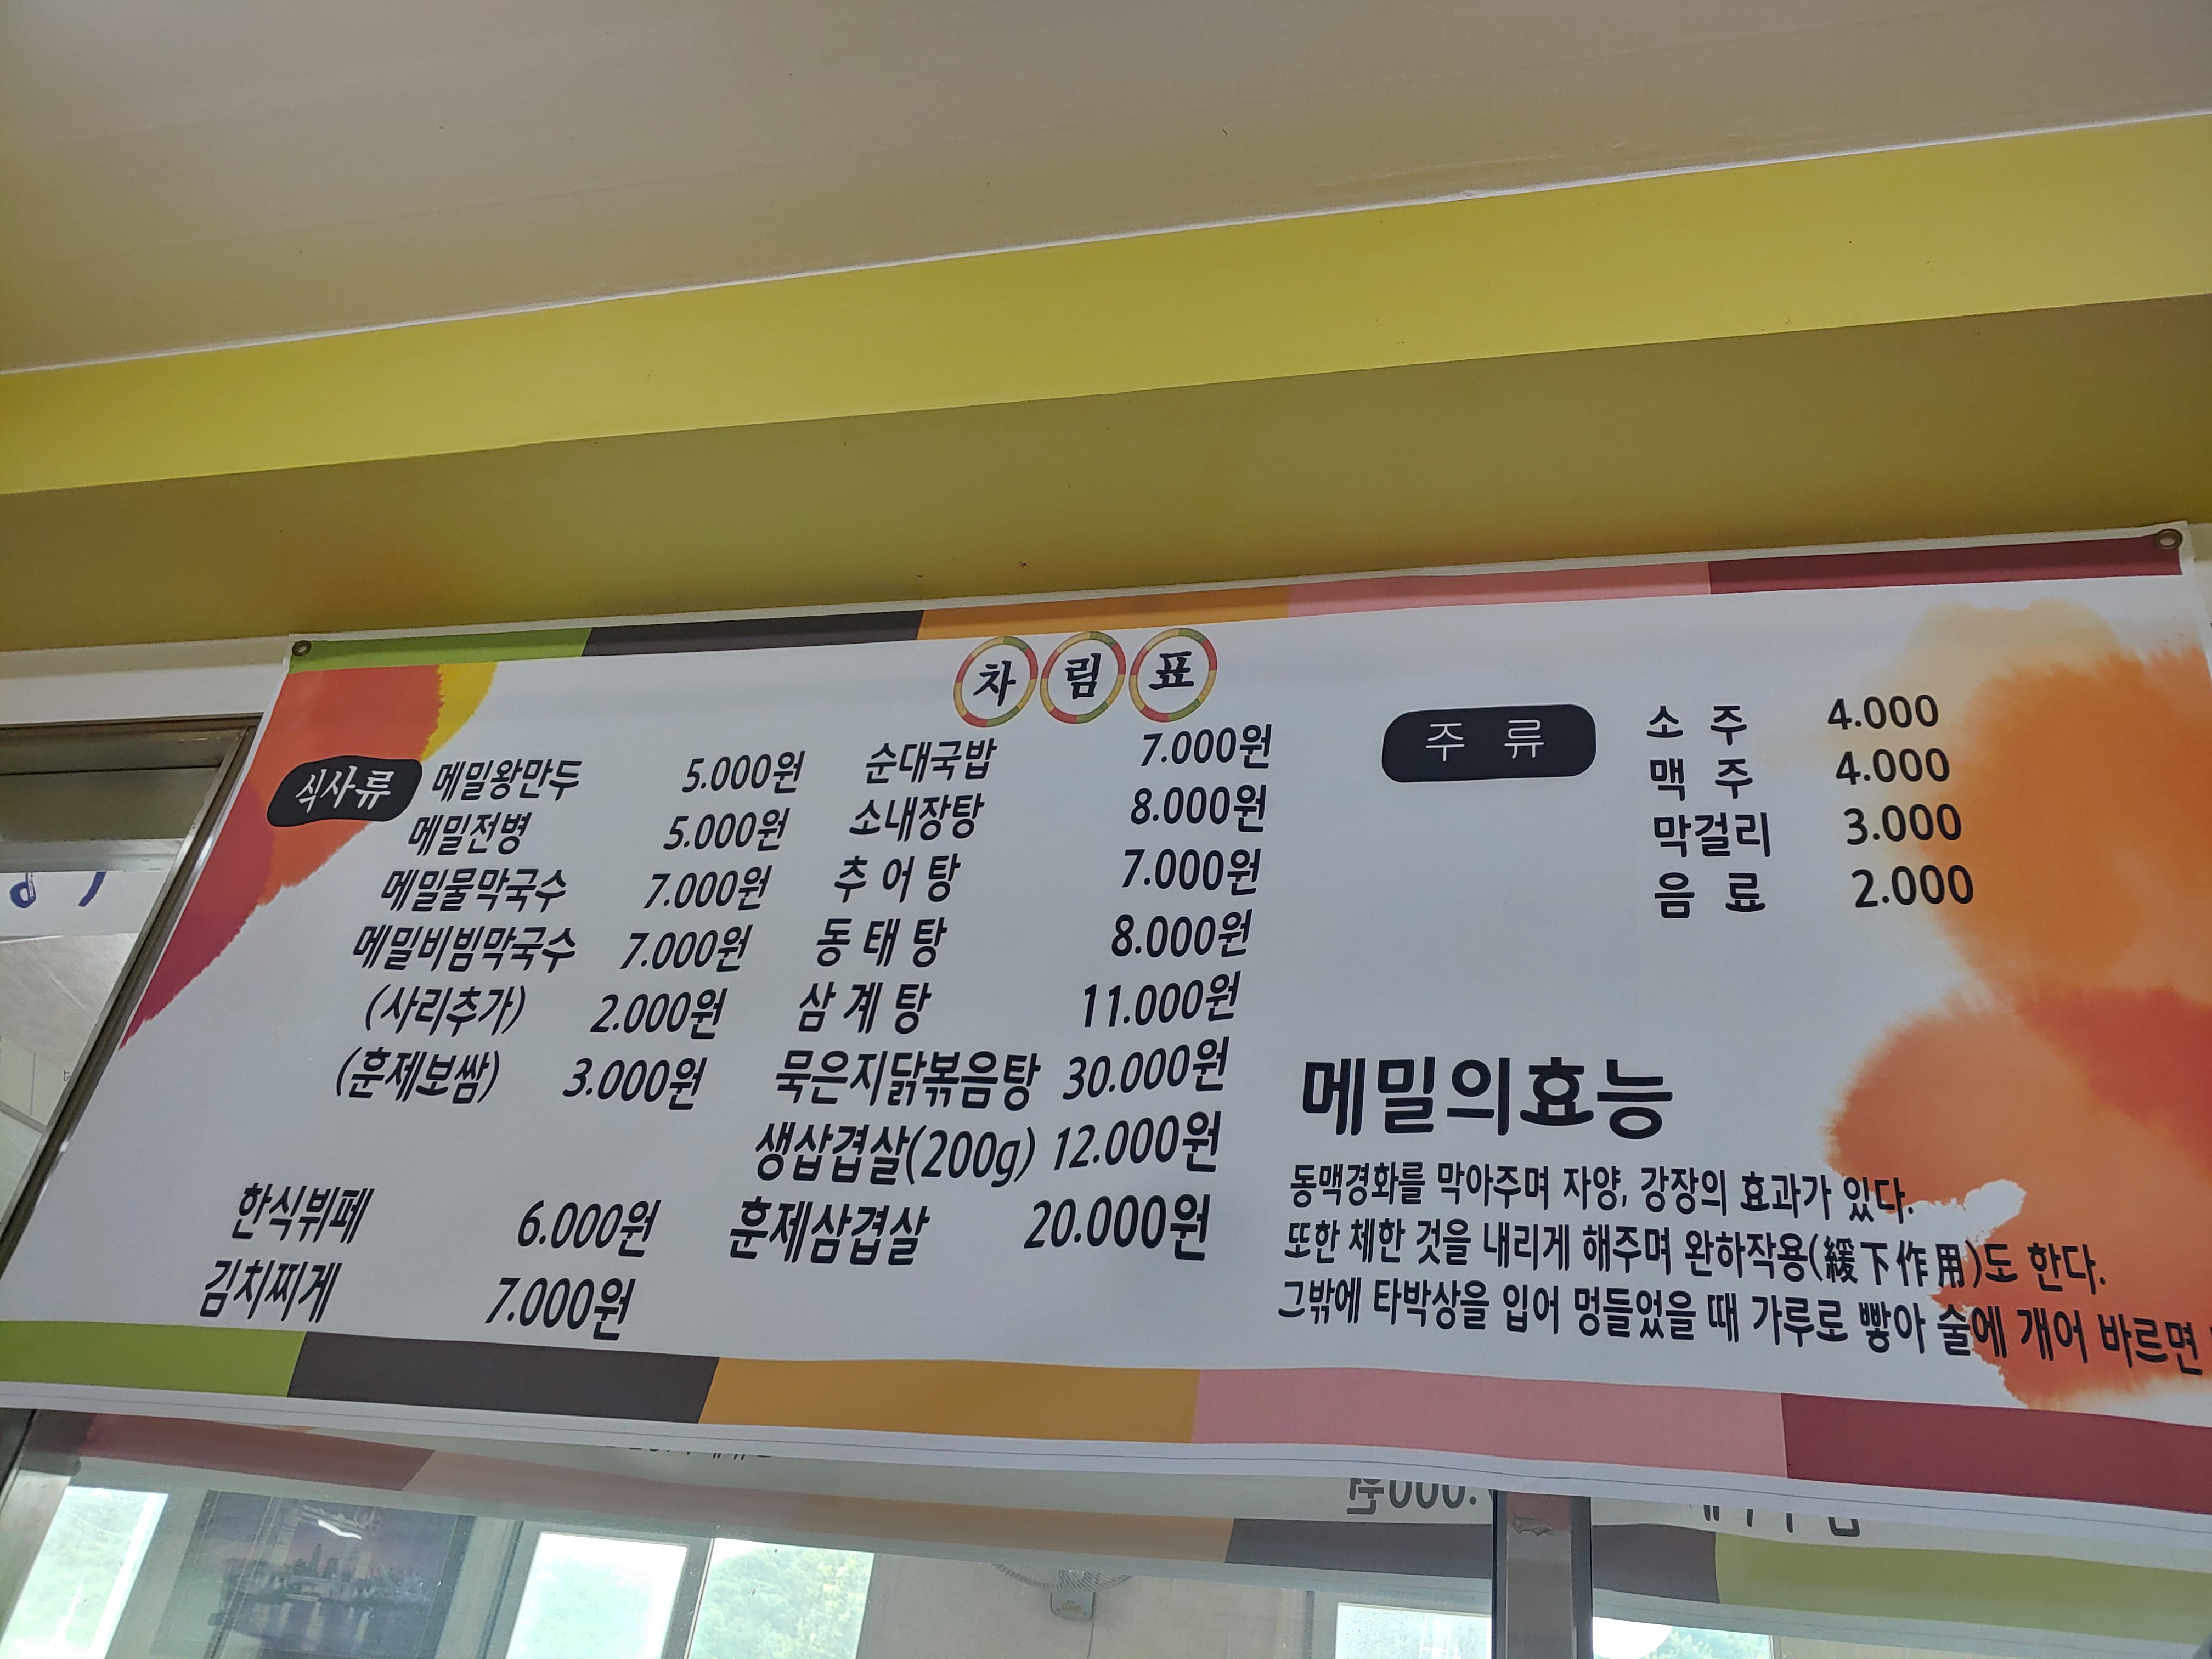 차림표
식사류
메밀왕만두 5.000원
메밀전병 5.000원
메밀물막국수 7.000원
메밀비빔막국수 7.000원
(사리추가) 2.000원
(훈제보쌈) 3.000원
한식뷔페 6.000원
김치찌게 7.000원
순대국밥 7.000원
소내장탕 8.000원
추어탕 7.000원
동태탕 8.000원
삼계탕 11.000원
묵은지닭볶음탕 30.000원
생삽겹살(200g) 12.000원
훈제삼겹살 20.000원
주류
소주 4.000
맥주 4.000
막걸리 3.000
음료 2.000
메밀의효능
동맥경화를 막아주며 자양, 강장의 효과가 있다.
또한 체한 것을 내리게 해주며 완하작용(緩下作用)도 한다.
그밖에 타박상을 입어 멍들었을 때 가루로 빻아 술에 개어 바르면